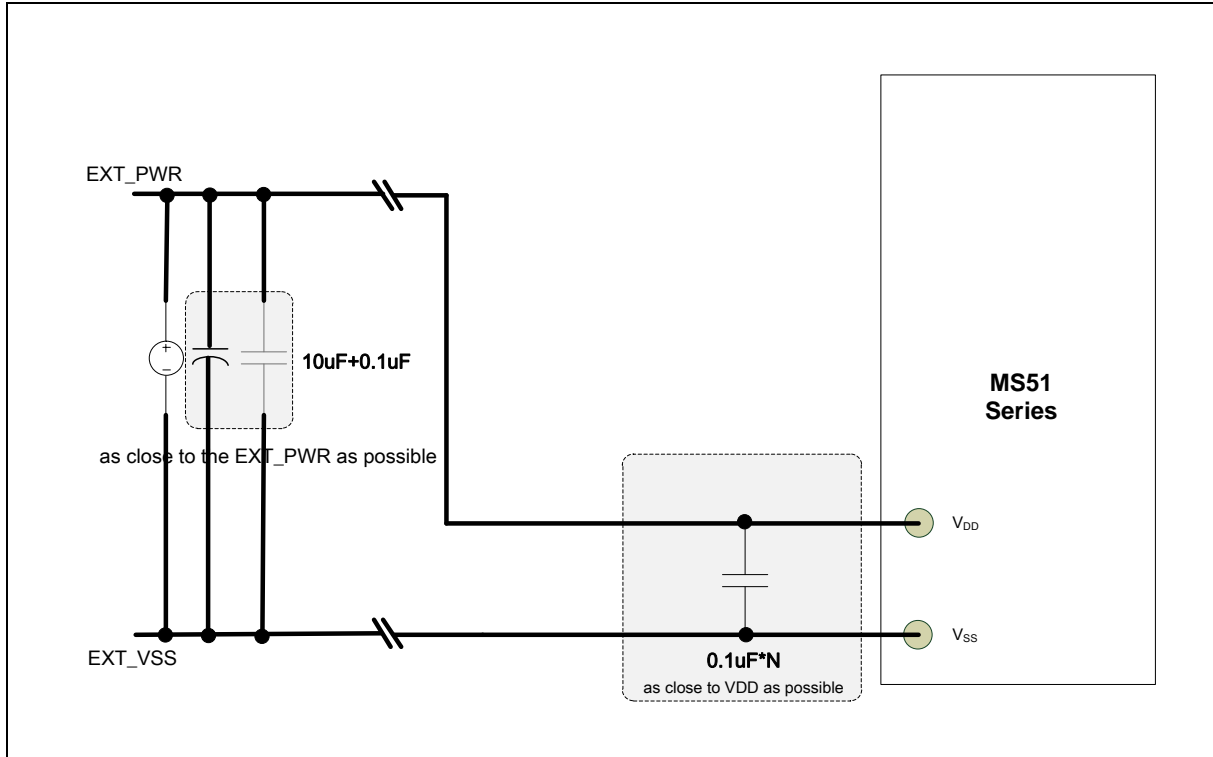 EXT_PWR
10uF+0.1uF
as close to the EXT_PWR as possible
EXT_VSS
MS51
Series
VDD
VSS
0.1uF*N
as close to VDD as possible